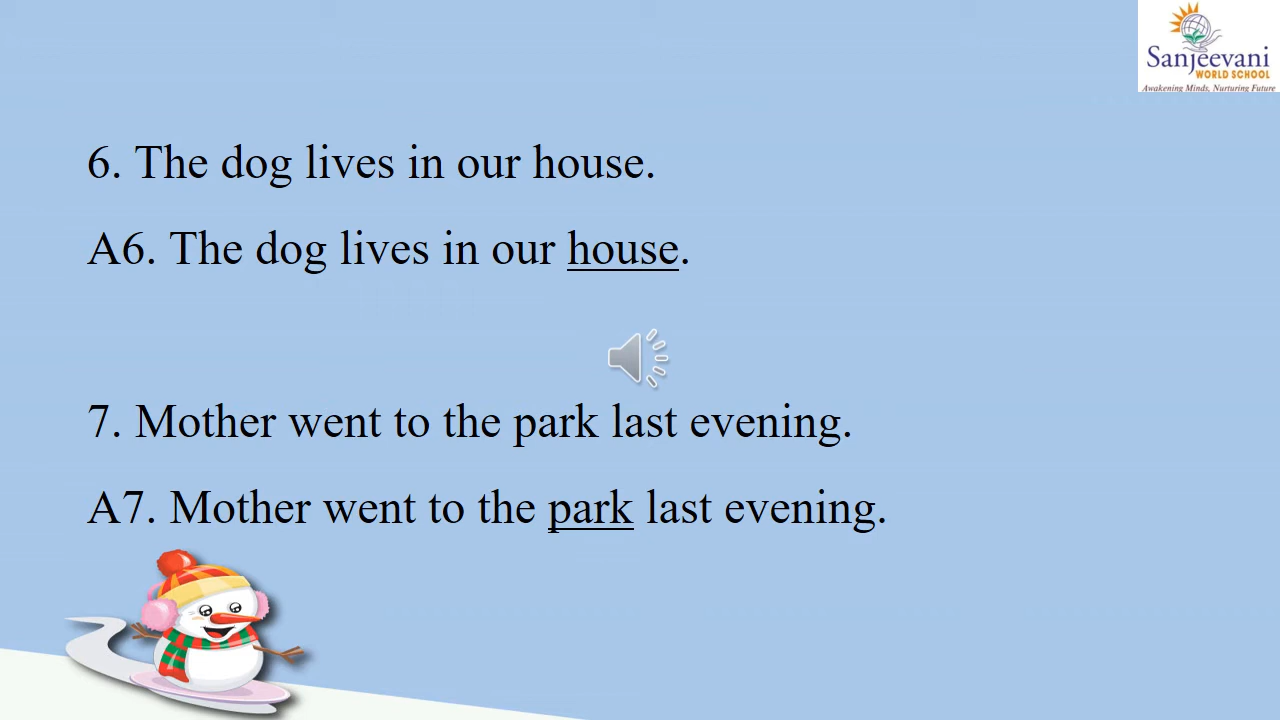 Sanjeevani
WORLD SCHOOL
Awakening Minds, Nurturing Future
6. The dog lives in our house.
A6. The dog lives in our house.
7. Mother went to the park last evening.
A7. Mother went to the park last evening.